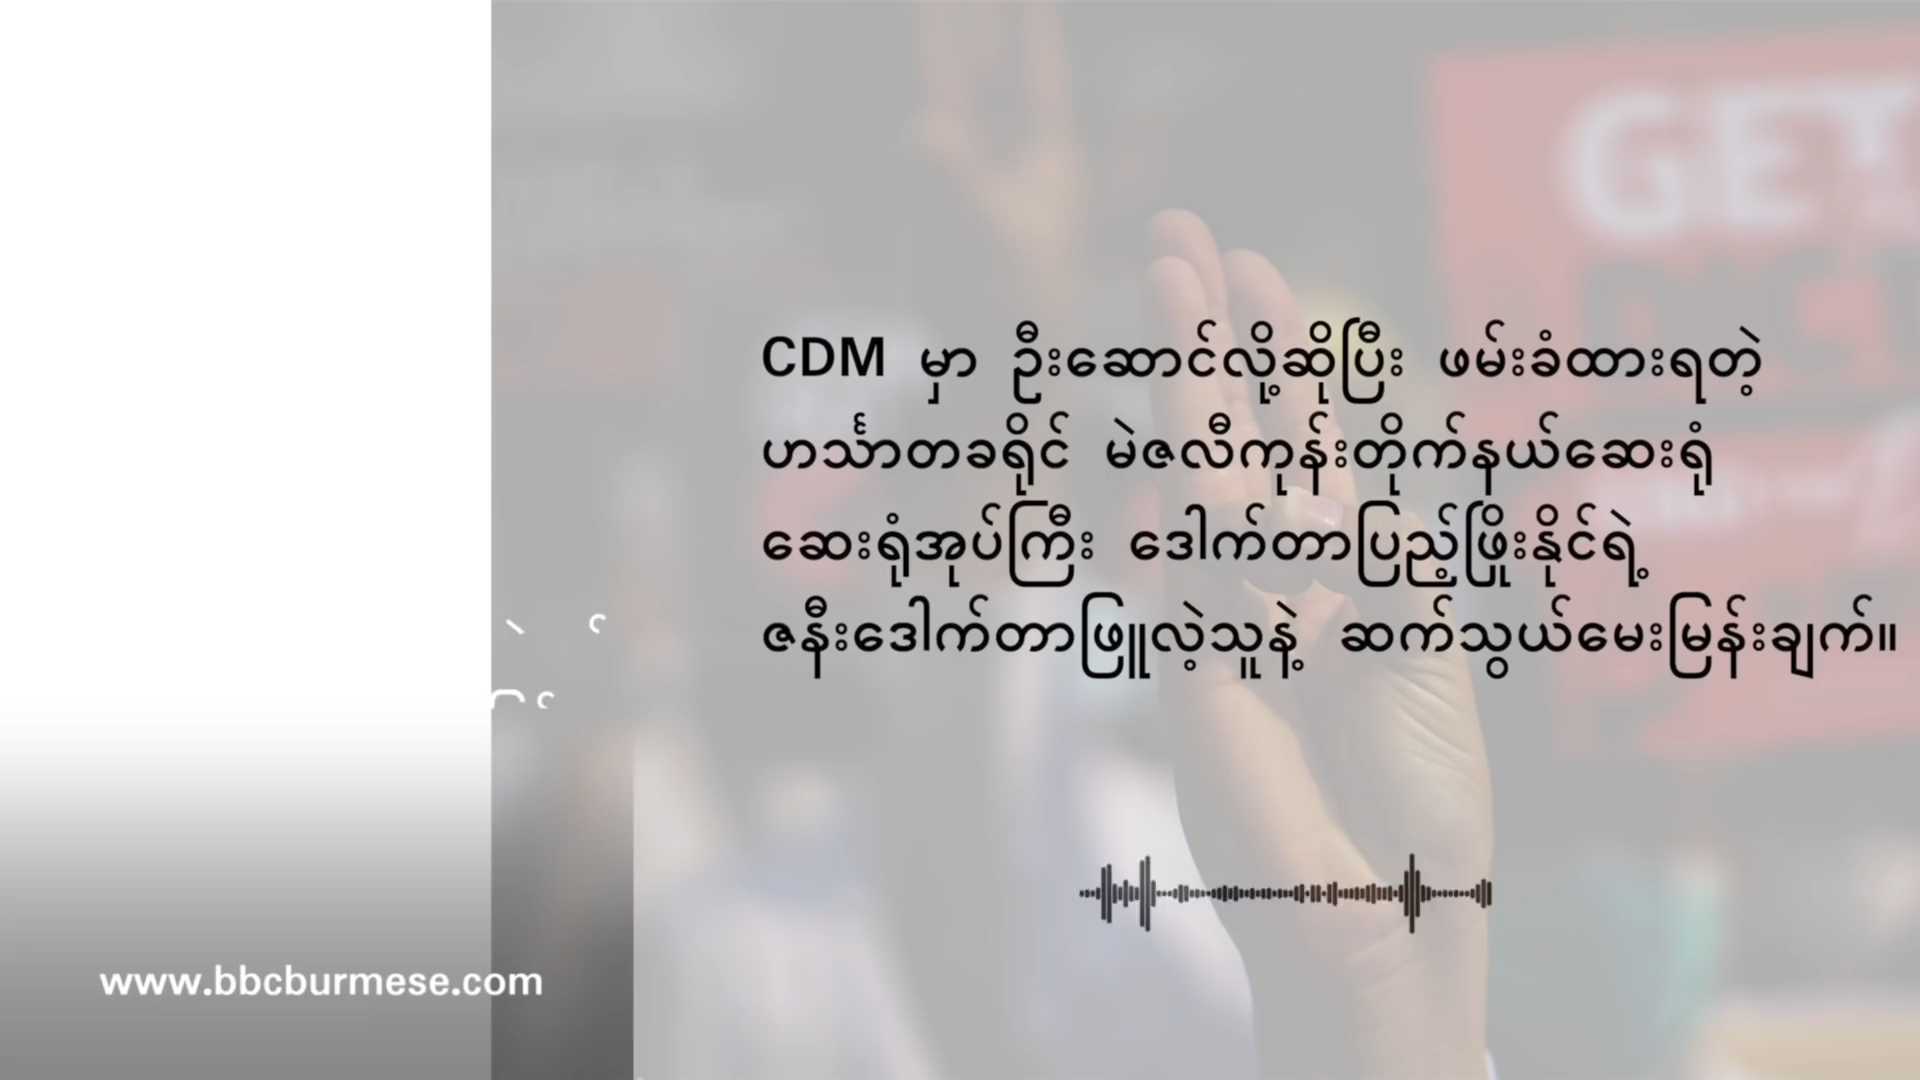 GET
CDM မှာ ဦးဆောင်လို့ဆိုပြီး ဖမ်းခံထားရတဲ့
ဟင်္သာတခရိုင် မဲဇလီကုန်းတိုက်နယ်ဆေးရုံ
ဆေးရုံအုပ်ကြီး ဒေါက်တာပြည့်ဖြိုးနိုင်ရဲ့
ဇနီးဒေါက်တာဖြူလဲ့သူနဲ့ ဆက်သွယ်မေးမြန်းချက်။
www.bbcburmese.com